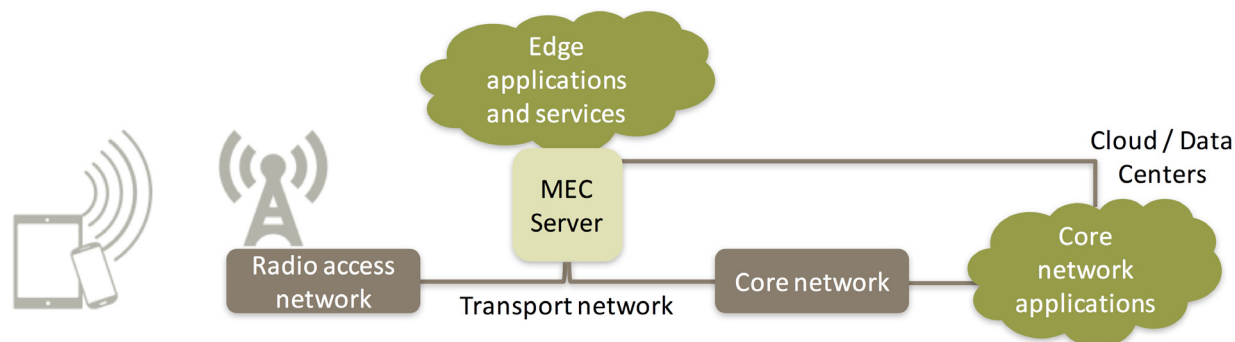 Edge
applications
and services
Cloud / Data
Centers
MEC
Server
Radio access
network
Transport network
Core network
Core
network
applications